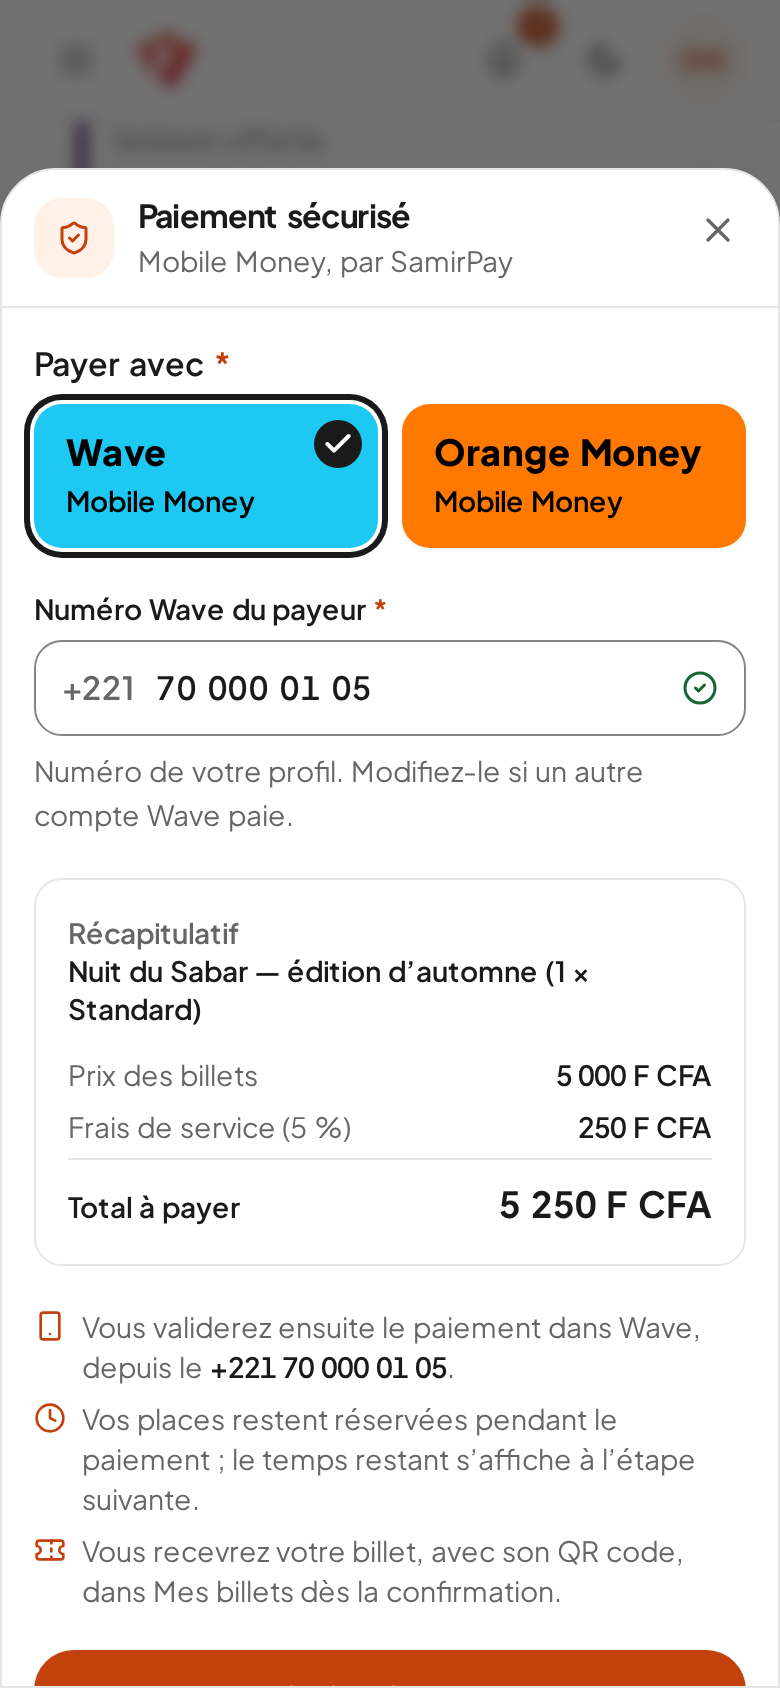 Paiement sécurisé
Mobile Money, par SamirPay
Payer avec *
Wave
Mobile Money
Orange Money
Mobile Money
Numéro Wave du payeur *
+221 70 000 01 05
Numéro de votre profil. Modifiez-le si un autre
compte Wave paie.
Récapitulatif
Nuit du Sabar — édition d’automne (1 ×
Standard)
Prix des billets 5 000 F CFA
Frais de service (5 %) 250 F CFA
Total à payer 5 250 F CFA
Vous validerez ensuite le paiement dans Wave,
depuis le +221 70 000 01 05.
Vos places restent réservées pendant le
paiement ; le temps restant s’affiche à l’étape
suivante.
Vous recevrez votre billet, avec son QR code,
dans Mes billets dès la confirmation.